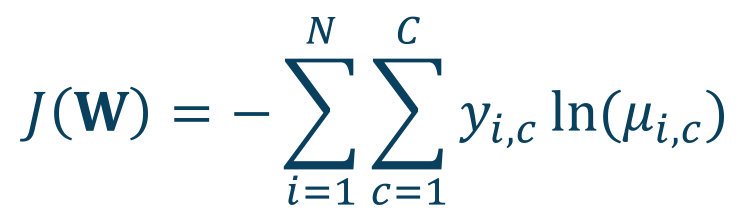 J(𝐖) = −∑_{i=1}^{N} ∑_{c=1}^{C} y_{i,c} ln(μ_{i,c})